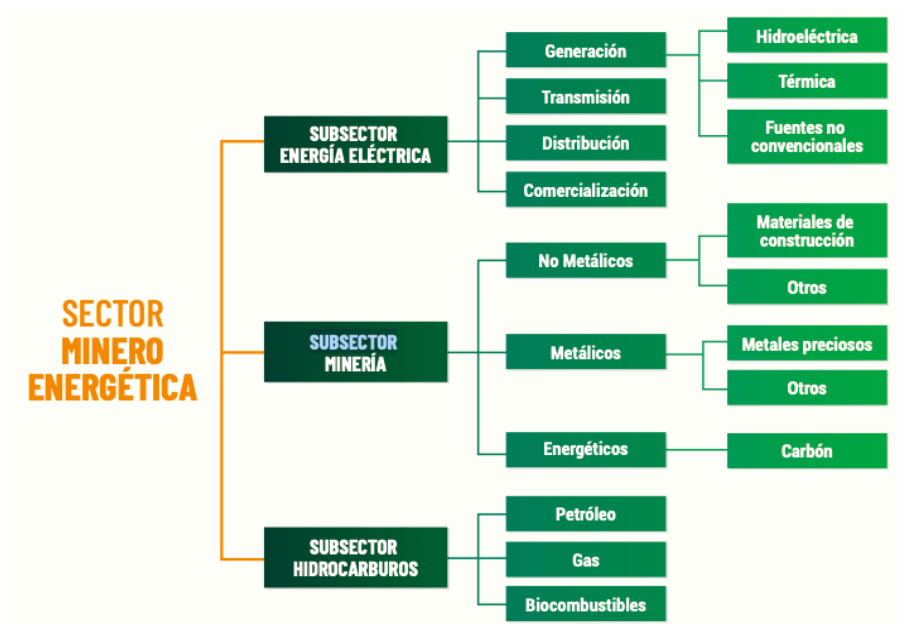 SECTOR
MINERO
ENERGÉTICA
SUBSECTOR
ENERGÍA ELÉCTRICA
Generación
Hidroeléctrica
Térmica
Fuentes no
convencionales
Transmisión
Distribución
Comercialización
SUBSECTOR
MINERÍA
No Metálicos
Materiales de
construcción
Otros
Metálicos
Metales preciosos
Otros
Energéticos
Carbón
SUBSECTOR
HIDROCARBUROS
Petróleo
Gas
Biocombustibles